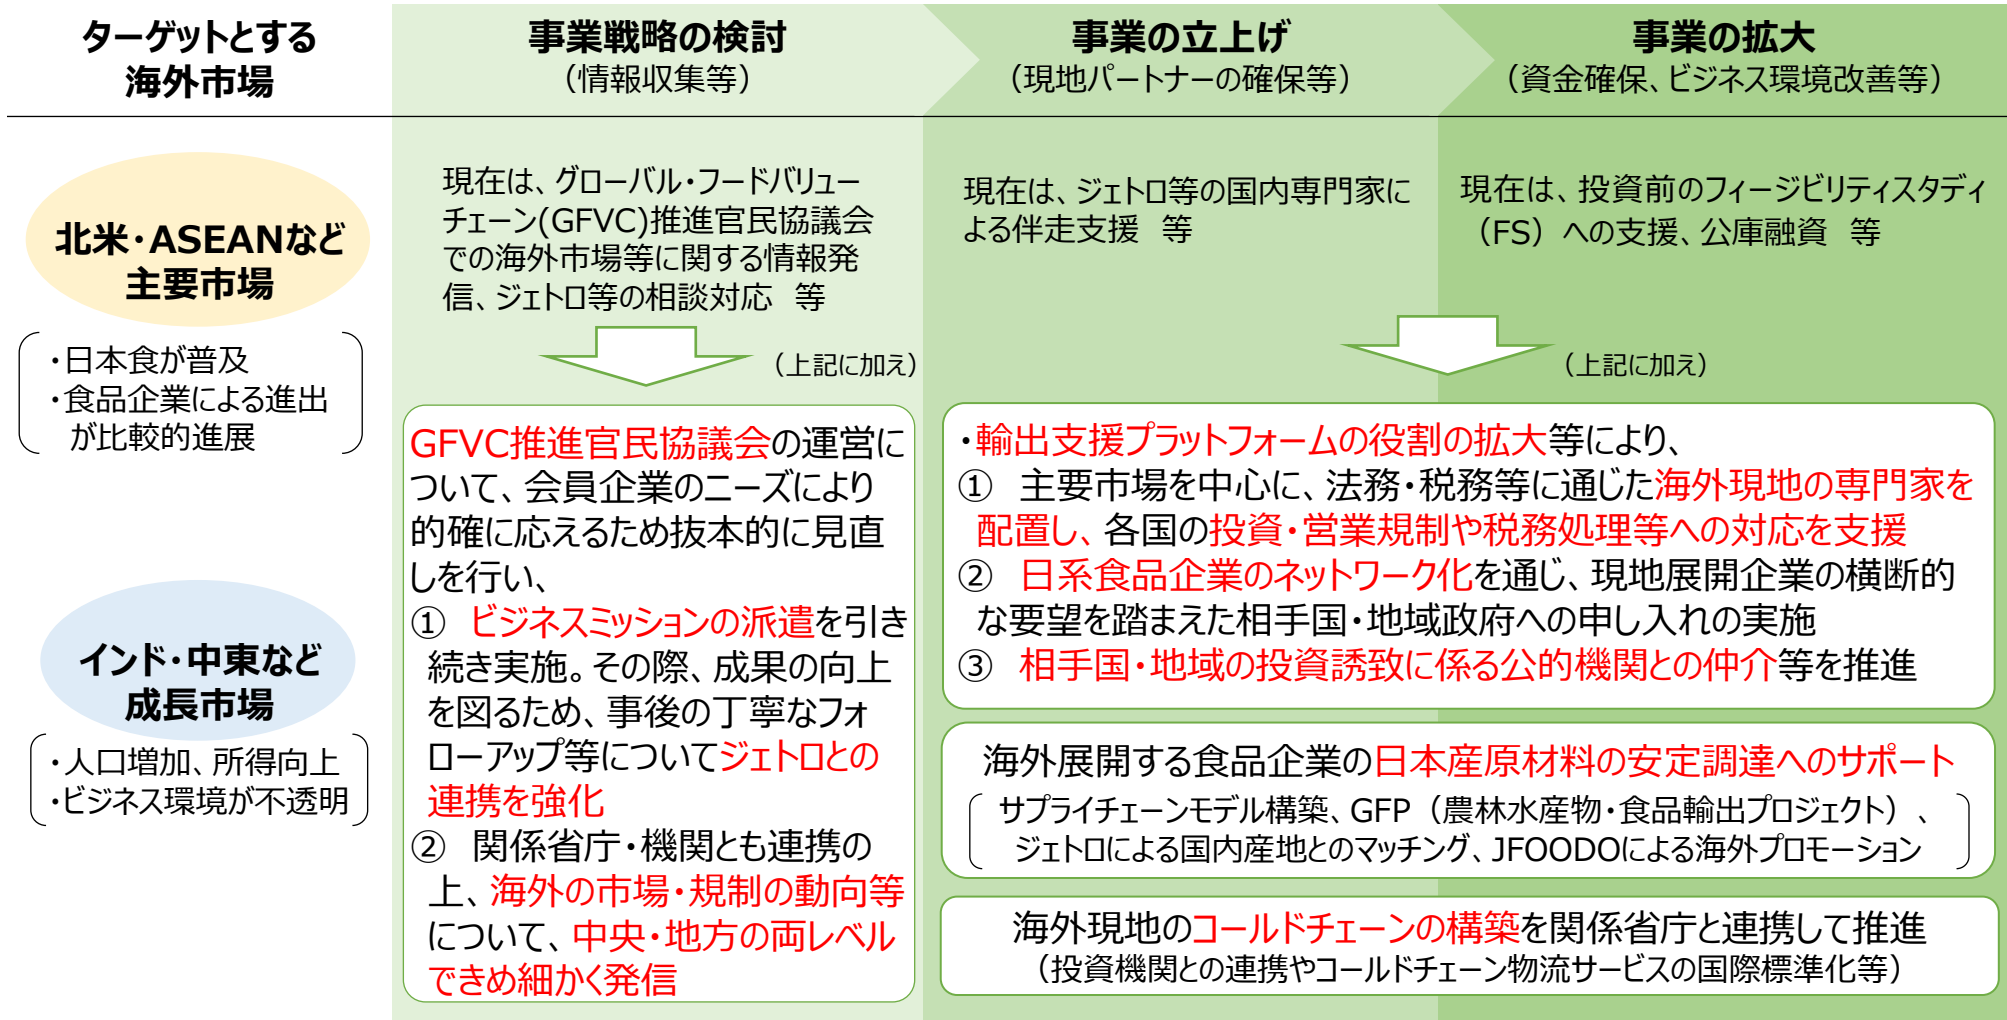 ターゲットとする
海外市場
事業戦略の検討
（情報収集等）
事業の立上げ
（現地パートナーの確保等）
事業の拡大
（資金確保、ビジネス環境改善等）
北米・ASEANなど
主要市場
・日本食が普及
・食品企業による進出
が比較的進展
インド・中東など
成長市場
・人口増加、所得向上
・ビジネス環境が不透明
現在は、グローバル・フードバリュー
チェーン(GFVC)推進官民協議会
での海外市場等に関する情報発
信、ジェトロ等の相談対応　等
（上記に加え）
GFVC推進官民協議会の運営に
ついて、会員企業のニーズにより
的確に応えるため抜本的に見直
しを行い、
①　ビジネスミッションの派遣を引き
続き実施。その際、成果の向上
を図るため、事後の丁寧なフォ
ローアップ等についてジェトロとの
連携を強化
②　関係省庁・機関とも連携の
上、海外の市場・規制の動向等
について、中央・地方の両レベル
できめ細かく発信
現在は、ジェトロ等の国内専門家に
よる伴走支援　等
現在は、投資前のフィージビリティスタディ
（FS）への支援、公庫融資　等
（上記に加え）
・輸出支援プラットフォームの役割の拡大等により、
①　主要市場を中心に、法務・税務等に通じた海外現地の専門家を
配置し、各国の投資・営業規制や税務処理等への対応を支援
②　日系食品企業のネットワーク化を通じ、現地展開企業の横断的
な要望を踏まえた相手国・地域政府への申し入れの実施
③　相手国・地域の投資誘致に係る公的機関との仲介等を推進
海外展開する食品企業の日本産原材料の安定調達へのサポート
サプライチェーンモデル構築、GFP（農林水産物・食品輸出プロジェクト）、
ジェトロによる国内産地とのマッチング、JFOODOによる海外プロモーション
海外現地のコールドチェーンの構築を関係省庁と連携して推進
（投資機関との連携やコールドチェーン物流サービスの国際標準化等）